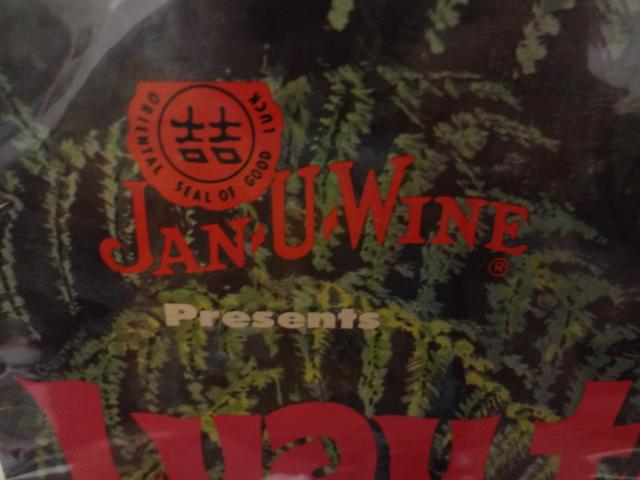 囍
ORIENTAL SEAL OF GOOD LUCK
JAN-U-WINE ®
Presents